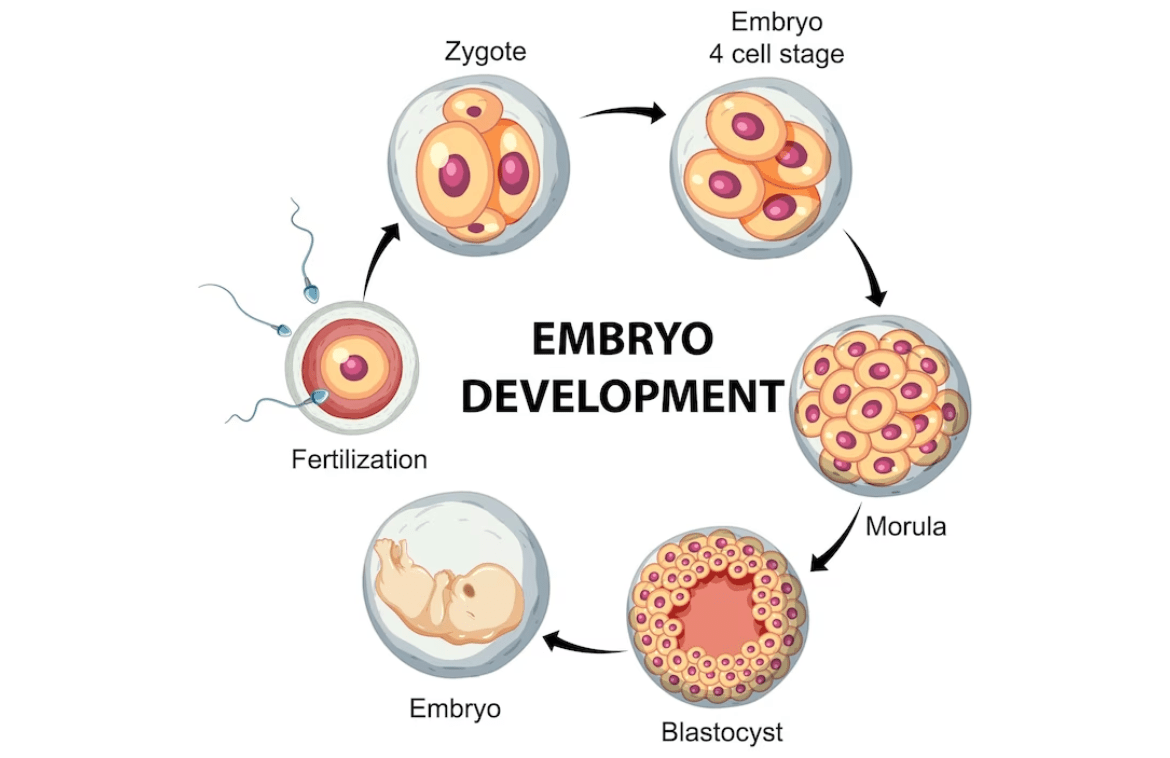 EMBRYO
DEVELOPMENT
Fertilization
Zygote
Embryo
4 cell stage
Morula
Blastocyst
Embryo